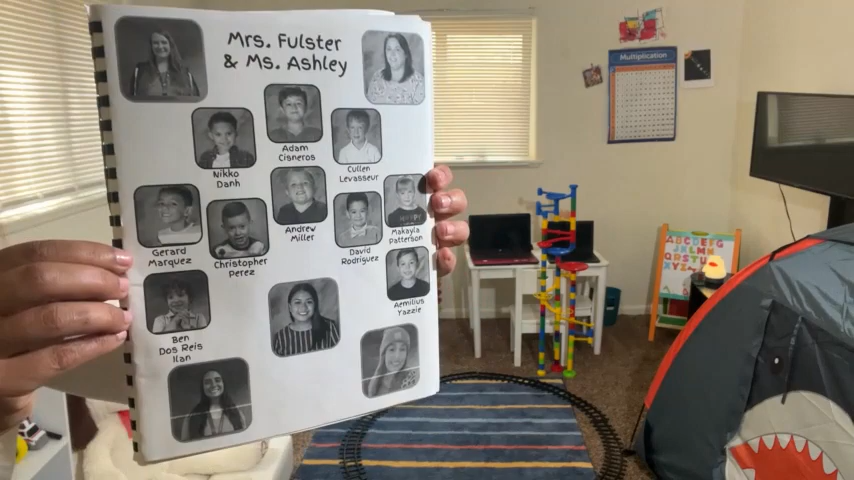 Mrs. Fulster
& Ms. Ashley
Adam
Cisneros
Nikko
Danh
Cullen
Levasseur
Andrew
Miller
Makayla
Patterson
David
Rodriguez
Gerard
Marquez
Christopher
Perez
Aemilius
Yazzie
Ben
Dos Reis
Ilan
Multiplication
ABCDEFG